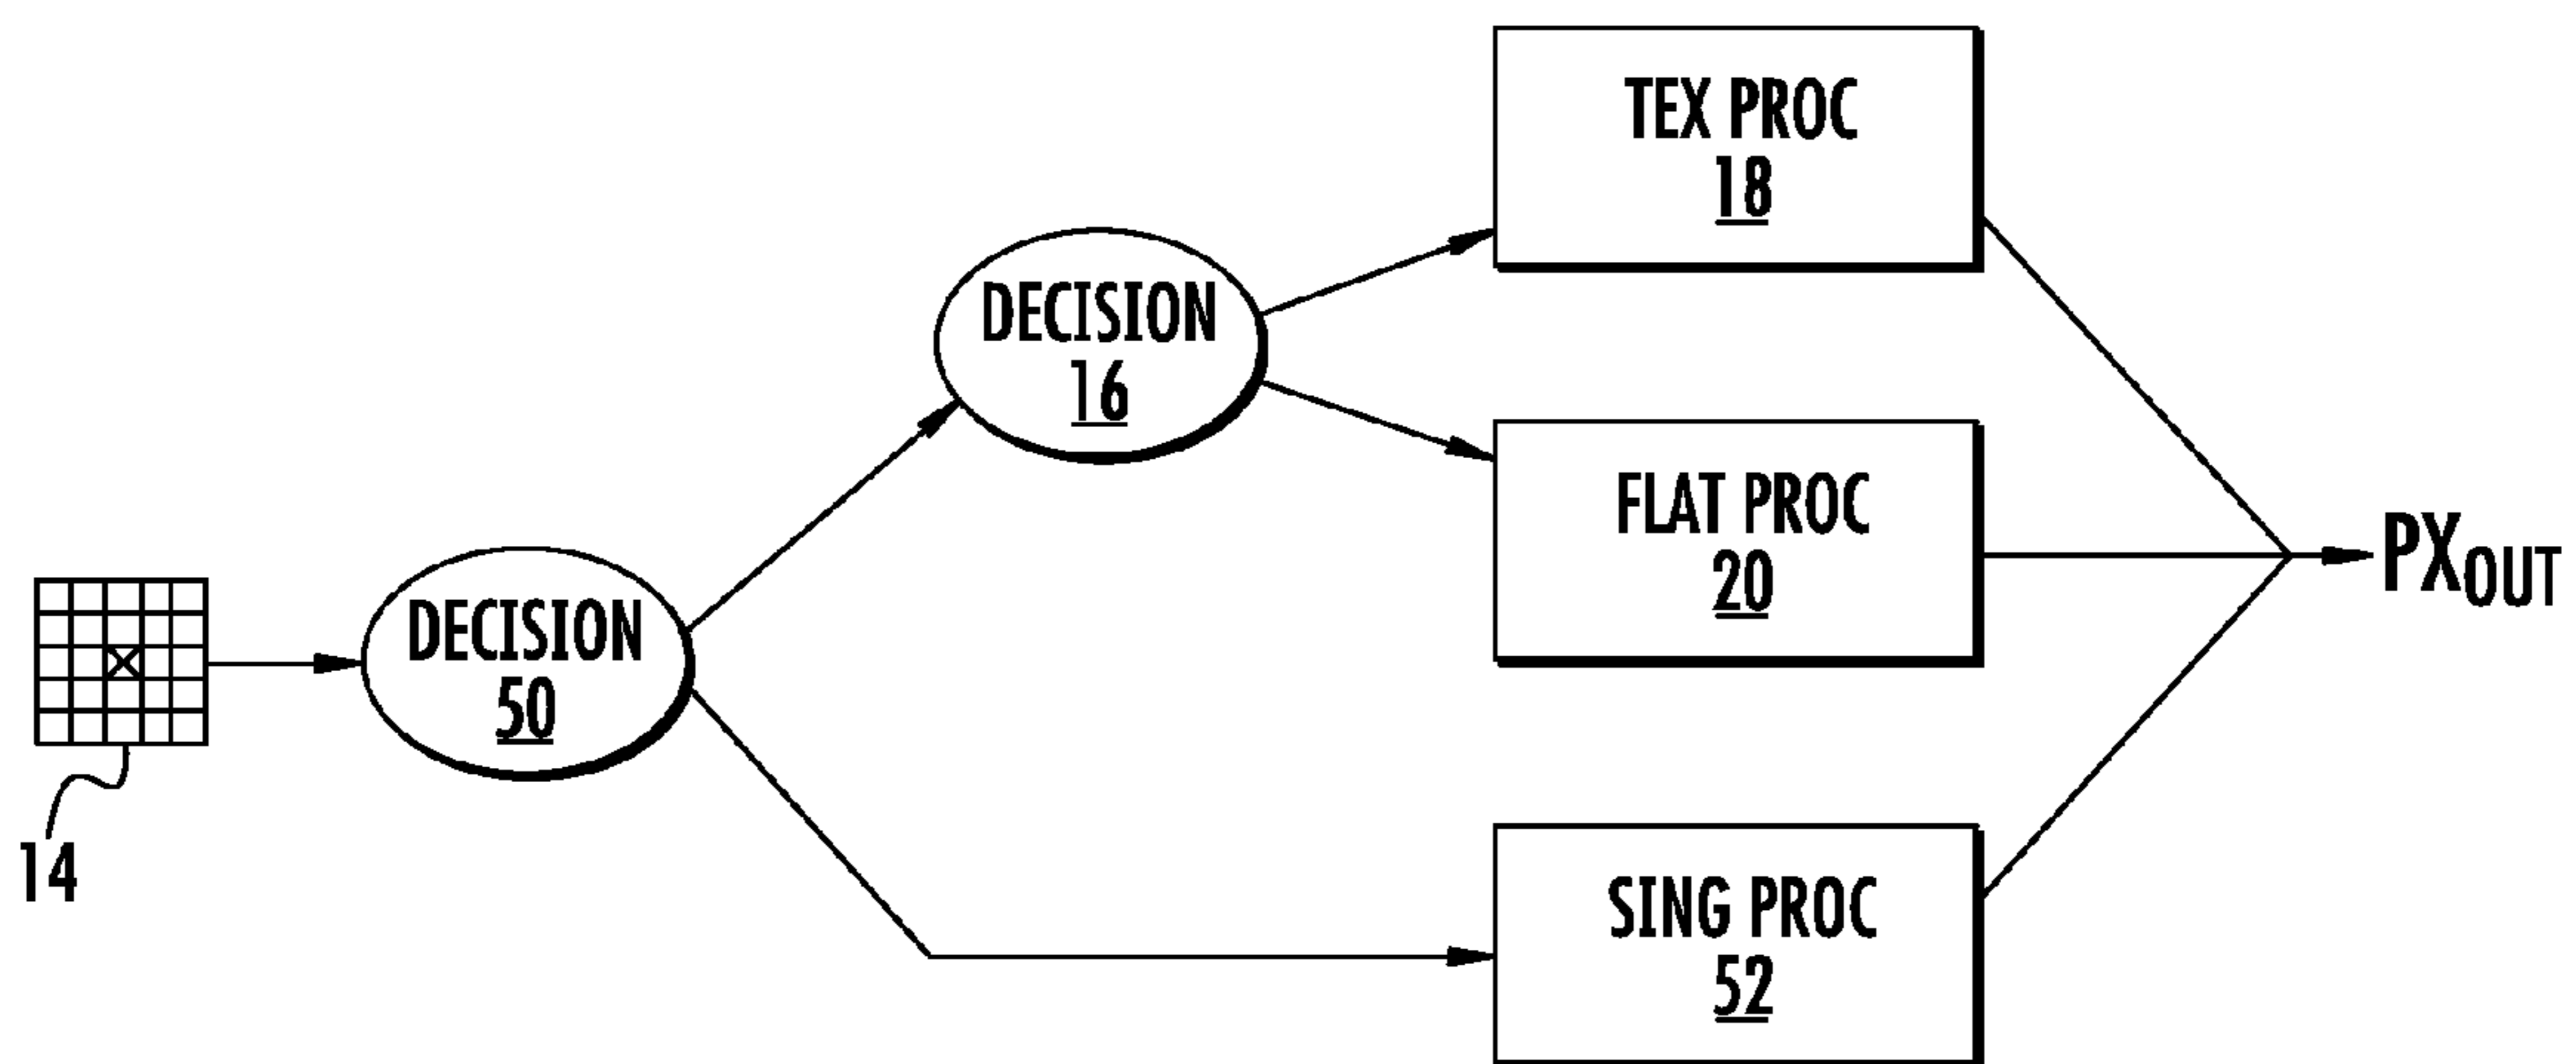 TEX PROC
18
DECISION
16
FLAT PROC
20
PXOUT
DECISION
50
14
SING PROC
52